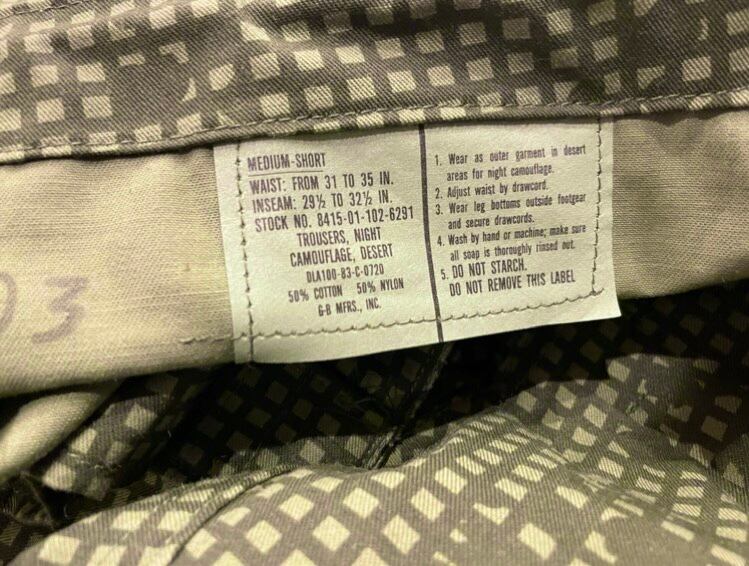 MEDIUM-SHORT
WAIST: FROM 31 TO 35 IN.
INSEAM: 29½ TO 32½ IN.
STOCK NO. 8415-01-102-6291
TROUSERS, NIGHT
CAMOUFLAGE, DESERT
DLA100-83-C-0720
50% COTTON 50% NYLON
G-B MFRS., INC.
1. Wear as outer garment in desert
areas for night camouflage.
2. Adjust waist by drawcord.
3. Wear leg bottoms outside footgear
and secure drawcords.
4. Wash by hand or machine; make sure
all soap is thoroughly rinsed out.
5. DO NOT STARCH.
DO NOT REMOVE THIS LABEL
03